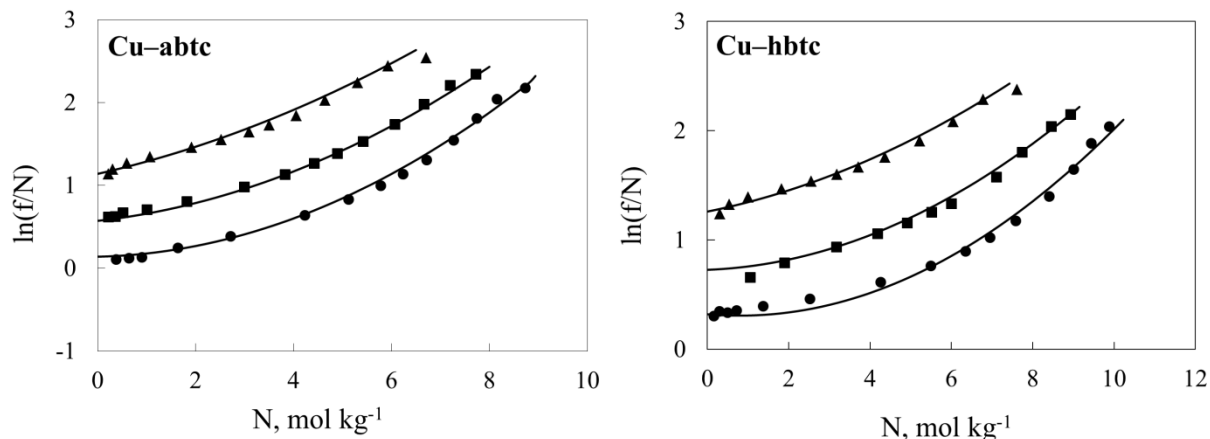 Cu–abtc
3
2
1
0
-1
ln(f/N)
0 2 4 6 8 10
N, mol kg-1
Cu–hbtc
3
2
1
0
ln(f/N)
0 2 4 6 8 10 12
N, mol kg-1